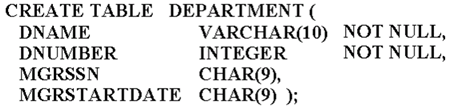 CREATE TABLE DEPARTMENT (
DNAME VARCHAR(10) NOT NULL,
DNUMBER INTEGER NOT NULL,
MGRSSN CHAR(9),
MGRSTARTDATE CHAR(9) );